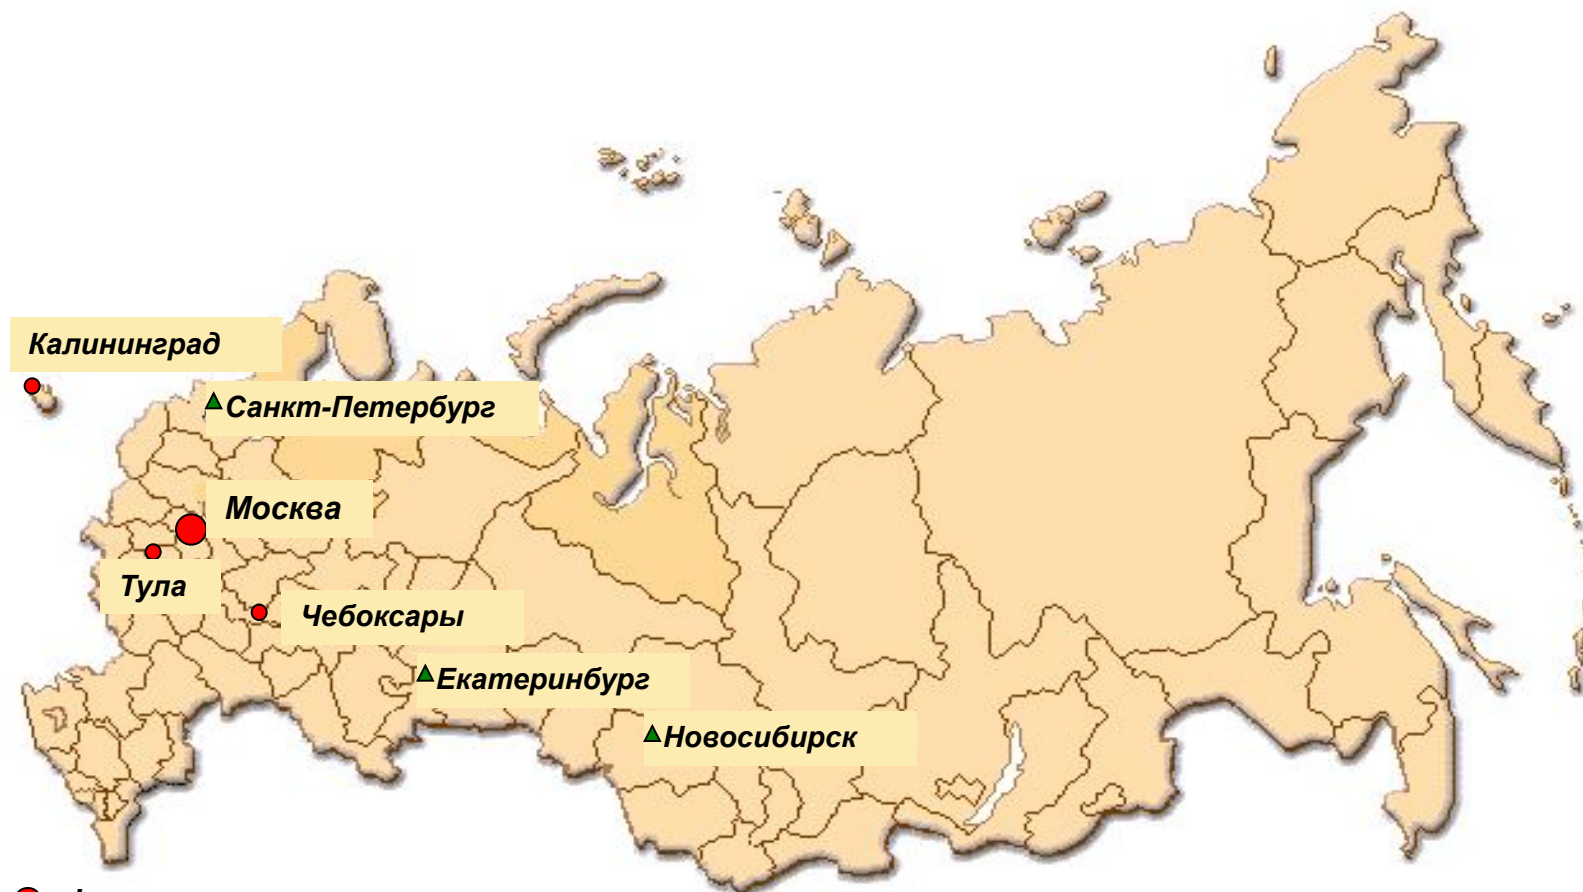 Калининград
Санкт-Петербург
Москва
Тула
Чебоксары
Екатеринбург
Новосибирск